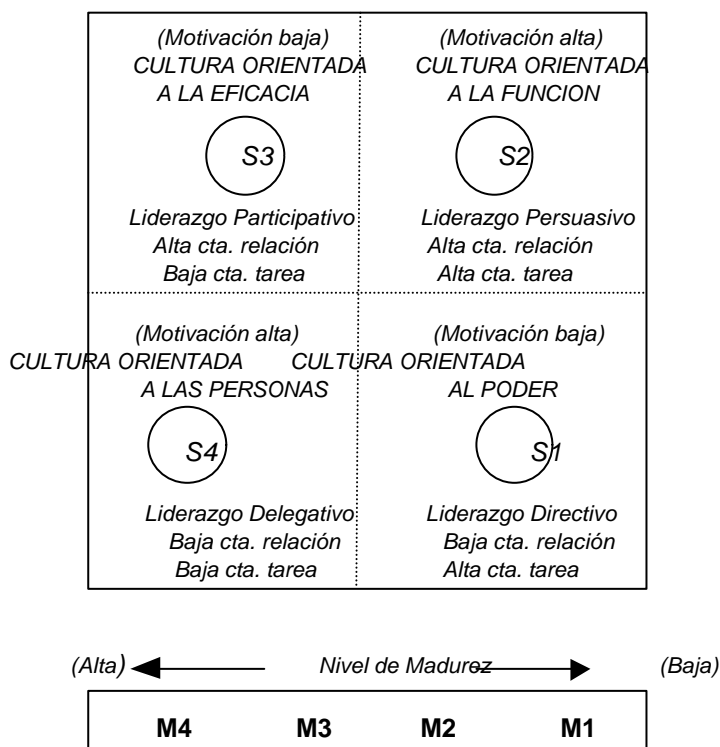 (Motivación baja)
CULTURA ORIENTADA
A LA EFICACIA
S3
Liderazgo Participativo
Alta cta. relación
Baja cta. tarea
(Motivación alta)
CULTURA ORIENTADA
A LA FUNCION
S2
Liderazgo Persuasivo
Alta cta. relación
Alta cta. tarea
(Motivación alta)
CULTURA ORIENTADA
A LAS PERSONAS
S4
Liderazgo Delegativo
Baja cta. relación
Baja cta. tarea
(Motivación baja)
CULTURA ORIENTADA
AL PODER
S1
Liderazgo Directivo
Baja cta. relación
Alta cta. tarea
(Alta) Nivel de Madurez (Baja)
M4 M3 M2 M1